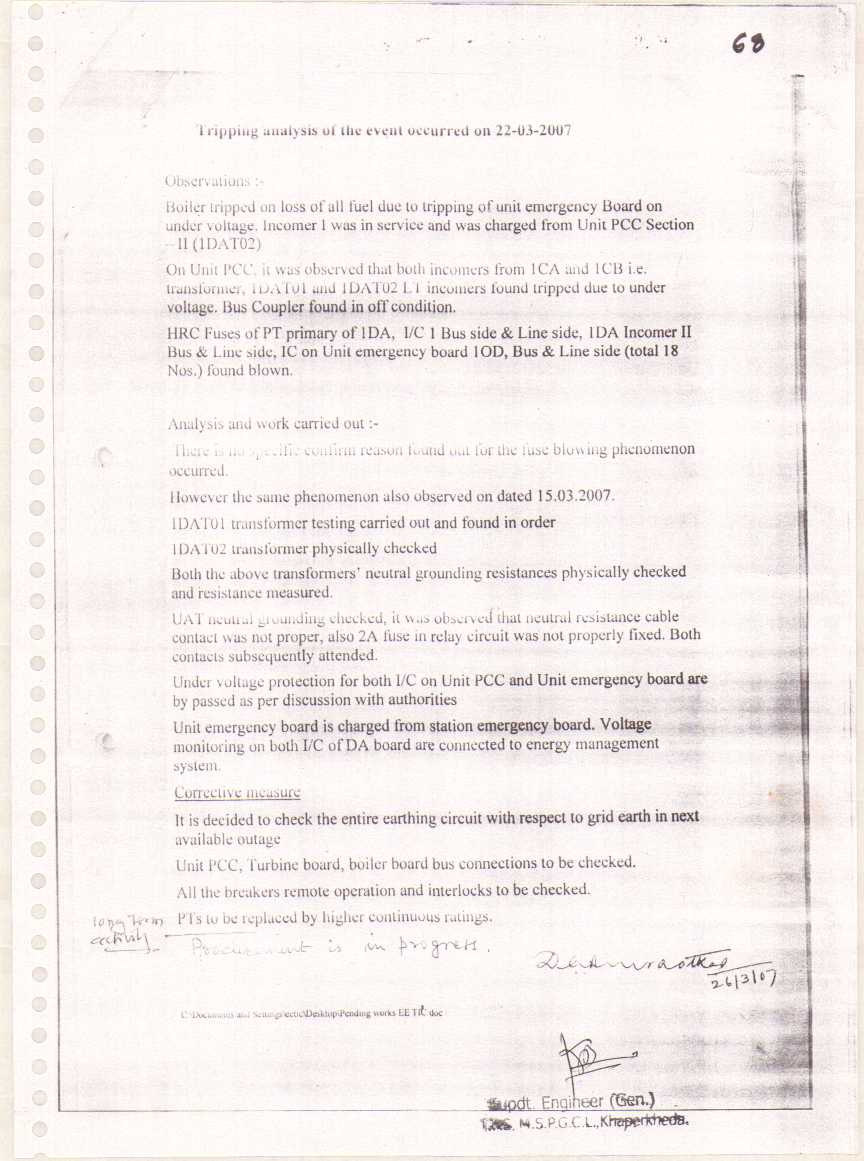 68
Tripping analysis of the event occurred on 22-03-2007
Observations :-
Boiler tripped on loss of all fuel due to tripping of unit emergency Board on
under voltage. Incomer 1 was in service and was charged from Unit PCC Section
– II (1DAT02)
On Unit PCC, it was observed that both incomers from 1CA and 1CB i.e.
transformer, 1DAT01 and 1DAT02 LT incomers found tripped due to under
voltage. Bus Coupler found in off condition.
HRC Fuses of PT primary of 1DA, I/C 1 Bus side & Line side, 1DA Incomer II
Bus & Line side, IC on Unit emergency board 1OD, Bus & Line side (total 18
Nos.) found blown.
Analysis and work carried out :-
There is no specific confirm reason found out for the fuse blowing phenomenon
occurred.
However the same phenomenon also observed on dated 15.03.2007.
1DAT01 transformer testing carried out and found in order
1DAT02 transformer physically checked
Both the above transformers' neutral grounding resistances physically checked
and resistance measured.
UAT neutral grounding checked, it was observed that neutral resistance cable
contact was not proper, also 2A fuse in relay circuit was not properly fixed. Both
contacts subsequently attended.
Under voltage protection for both I/C on Unit PCC and Unit emergency board are
by passed as per discussion with authorities
Unit emergency board is charged from station emergency board. Voltage
monitoring on both I/C of DA board are connected to energy management
system.
Corrective measure
It is decided to check the entire earthing circuit with respect to grid earth in next
available outage
Unit PCC, Turbine board, boiler board bus connections to be checked.
All the breakers remote operation and interlocks to be checked.
long term
activity
PTs to be replaced by higher continuous ratings.
Procurement is in progress.
26/3/07
C:\Documents and Settings\ectic\Desktop\Pending works EE TIC doc
Supdt. Engineer (Gen.)
M.S.P.G.C.L., Khaperkheda.